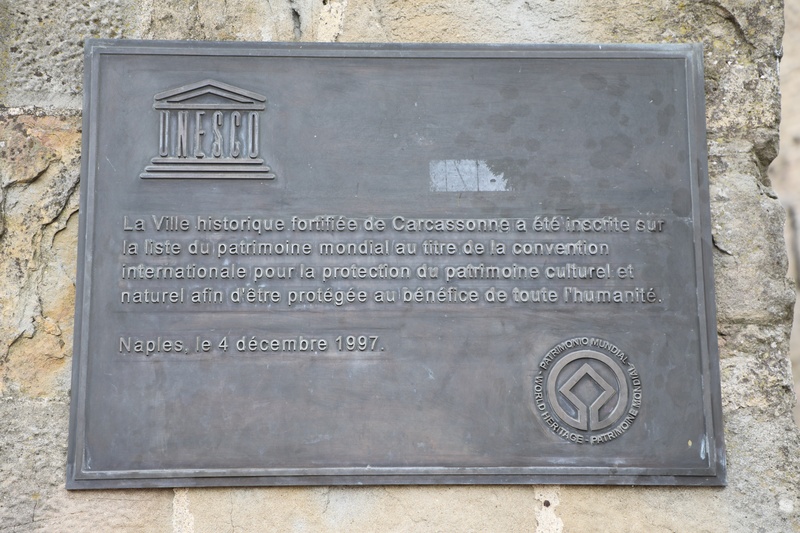 UNESCO
La Ville historique fortifiée de Carcassonne a été inscrite sur
la liste du patrimoine mondial au titre de la convention
internationale pour la protection du patrimoine culturel et
naturel afin d'être protégée au bénéfice de toute l'humanité.
Naples, le 4 décembre 1997.
PATRIMONIO MUNDIAL - WORLD HERITAGE - PATRIMOINE MONDIAL -